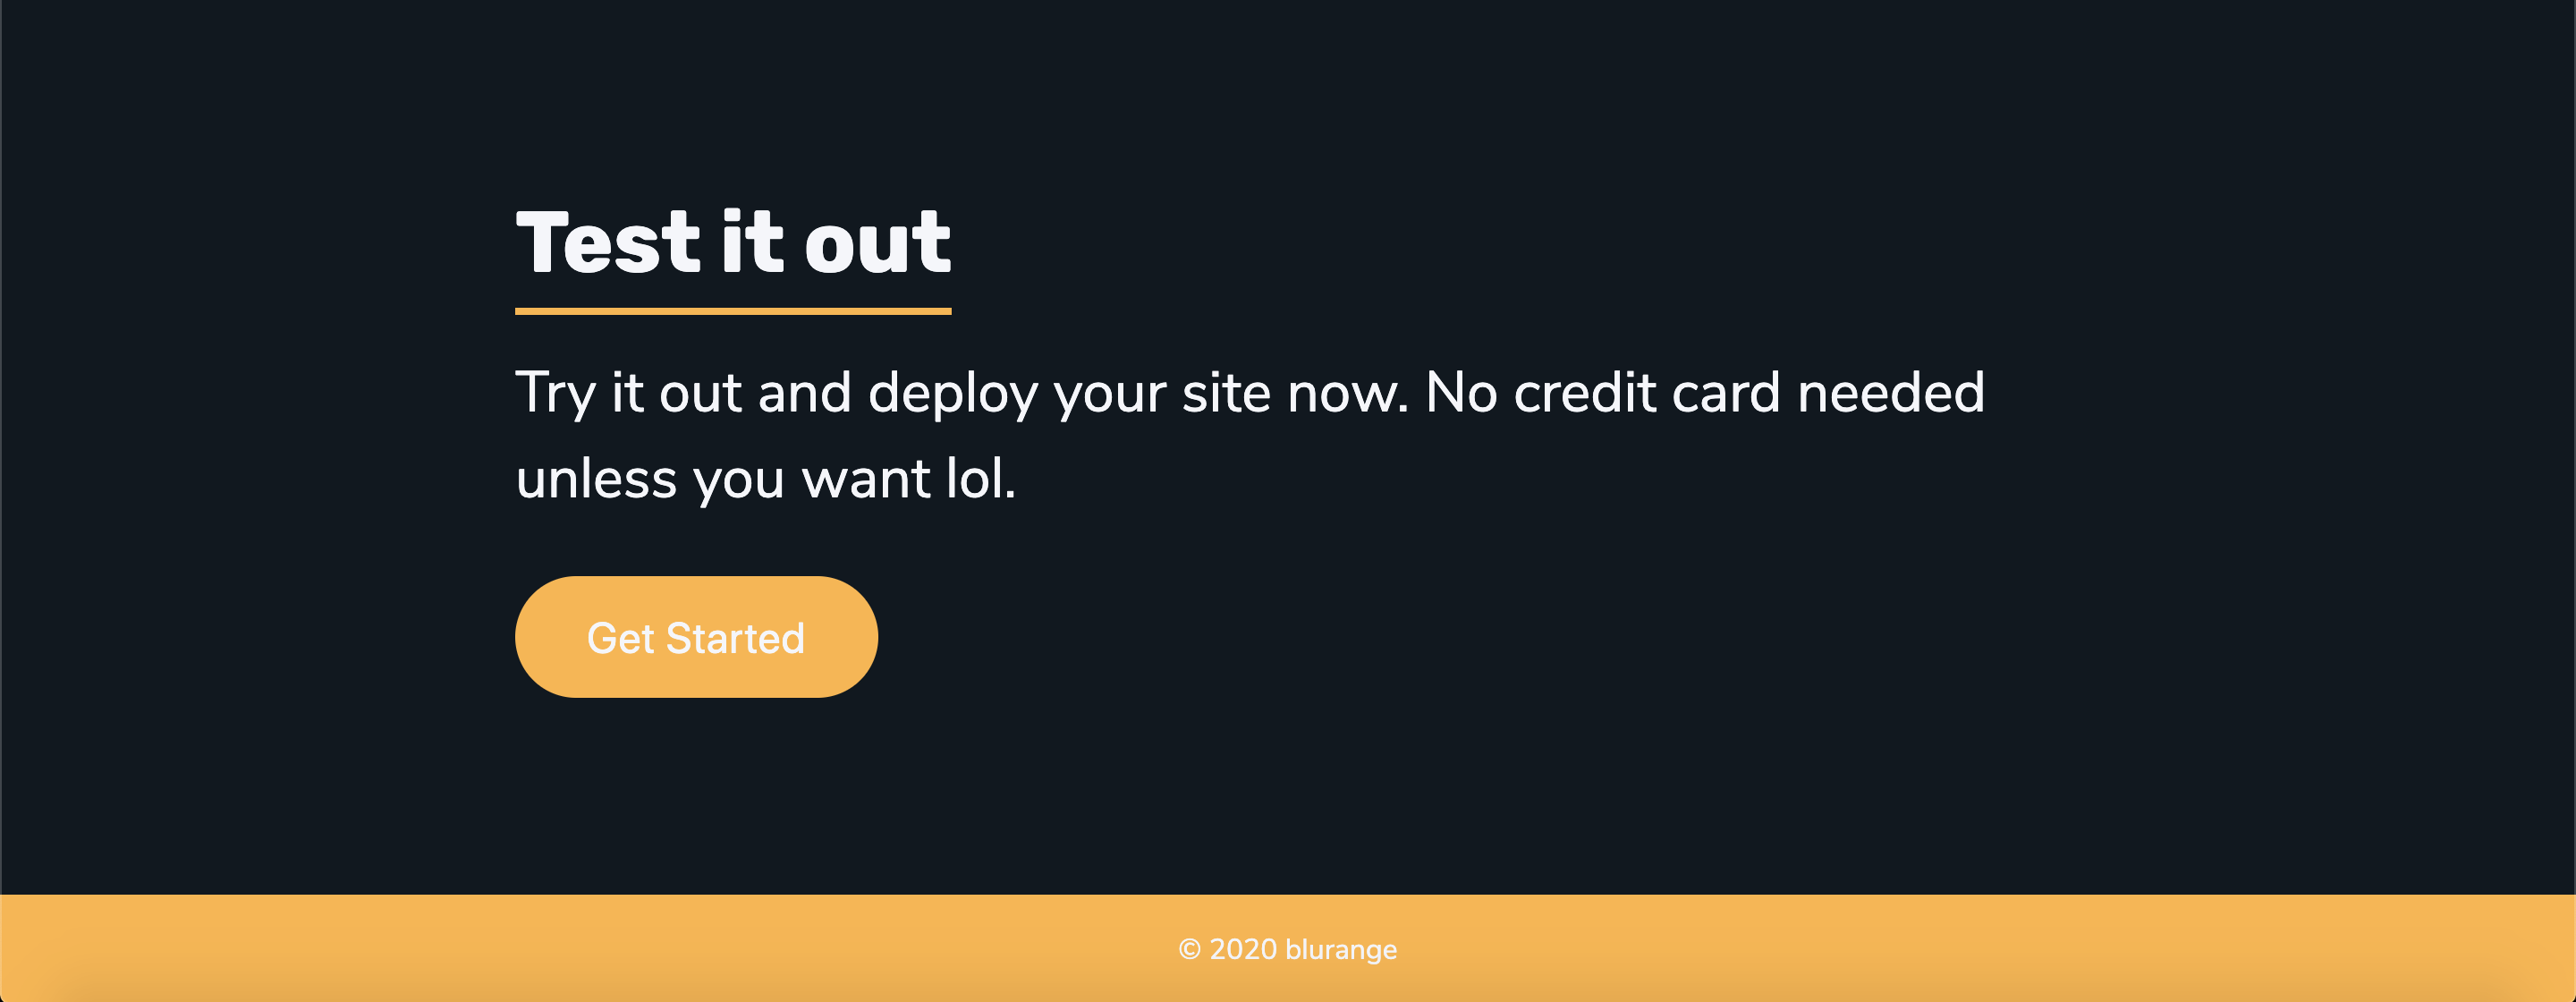 Test it out
Try it out and deploy your site now. No credit card needed
unless you want lol.
Get Started
© 2020 blurange